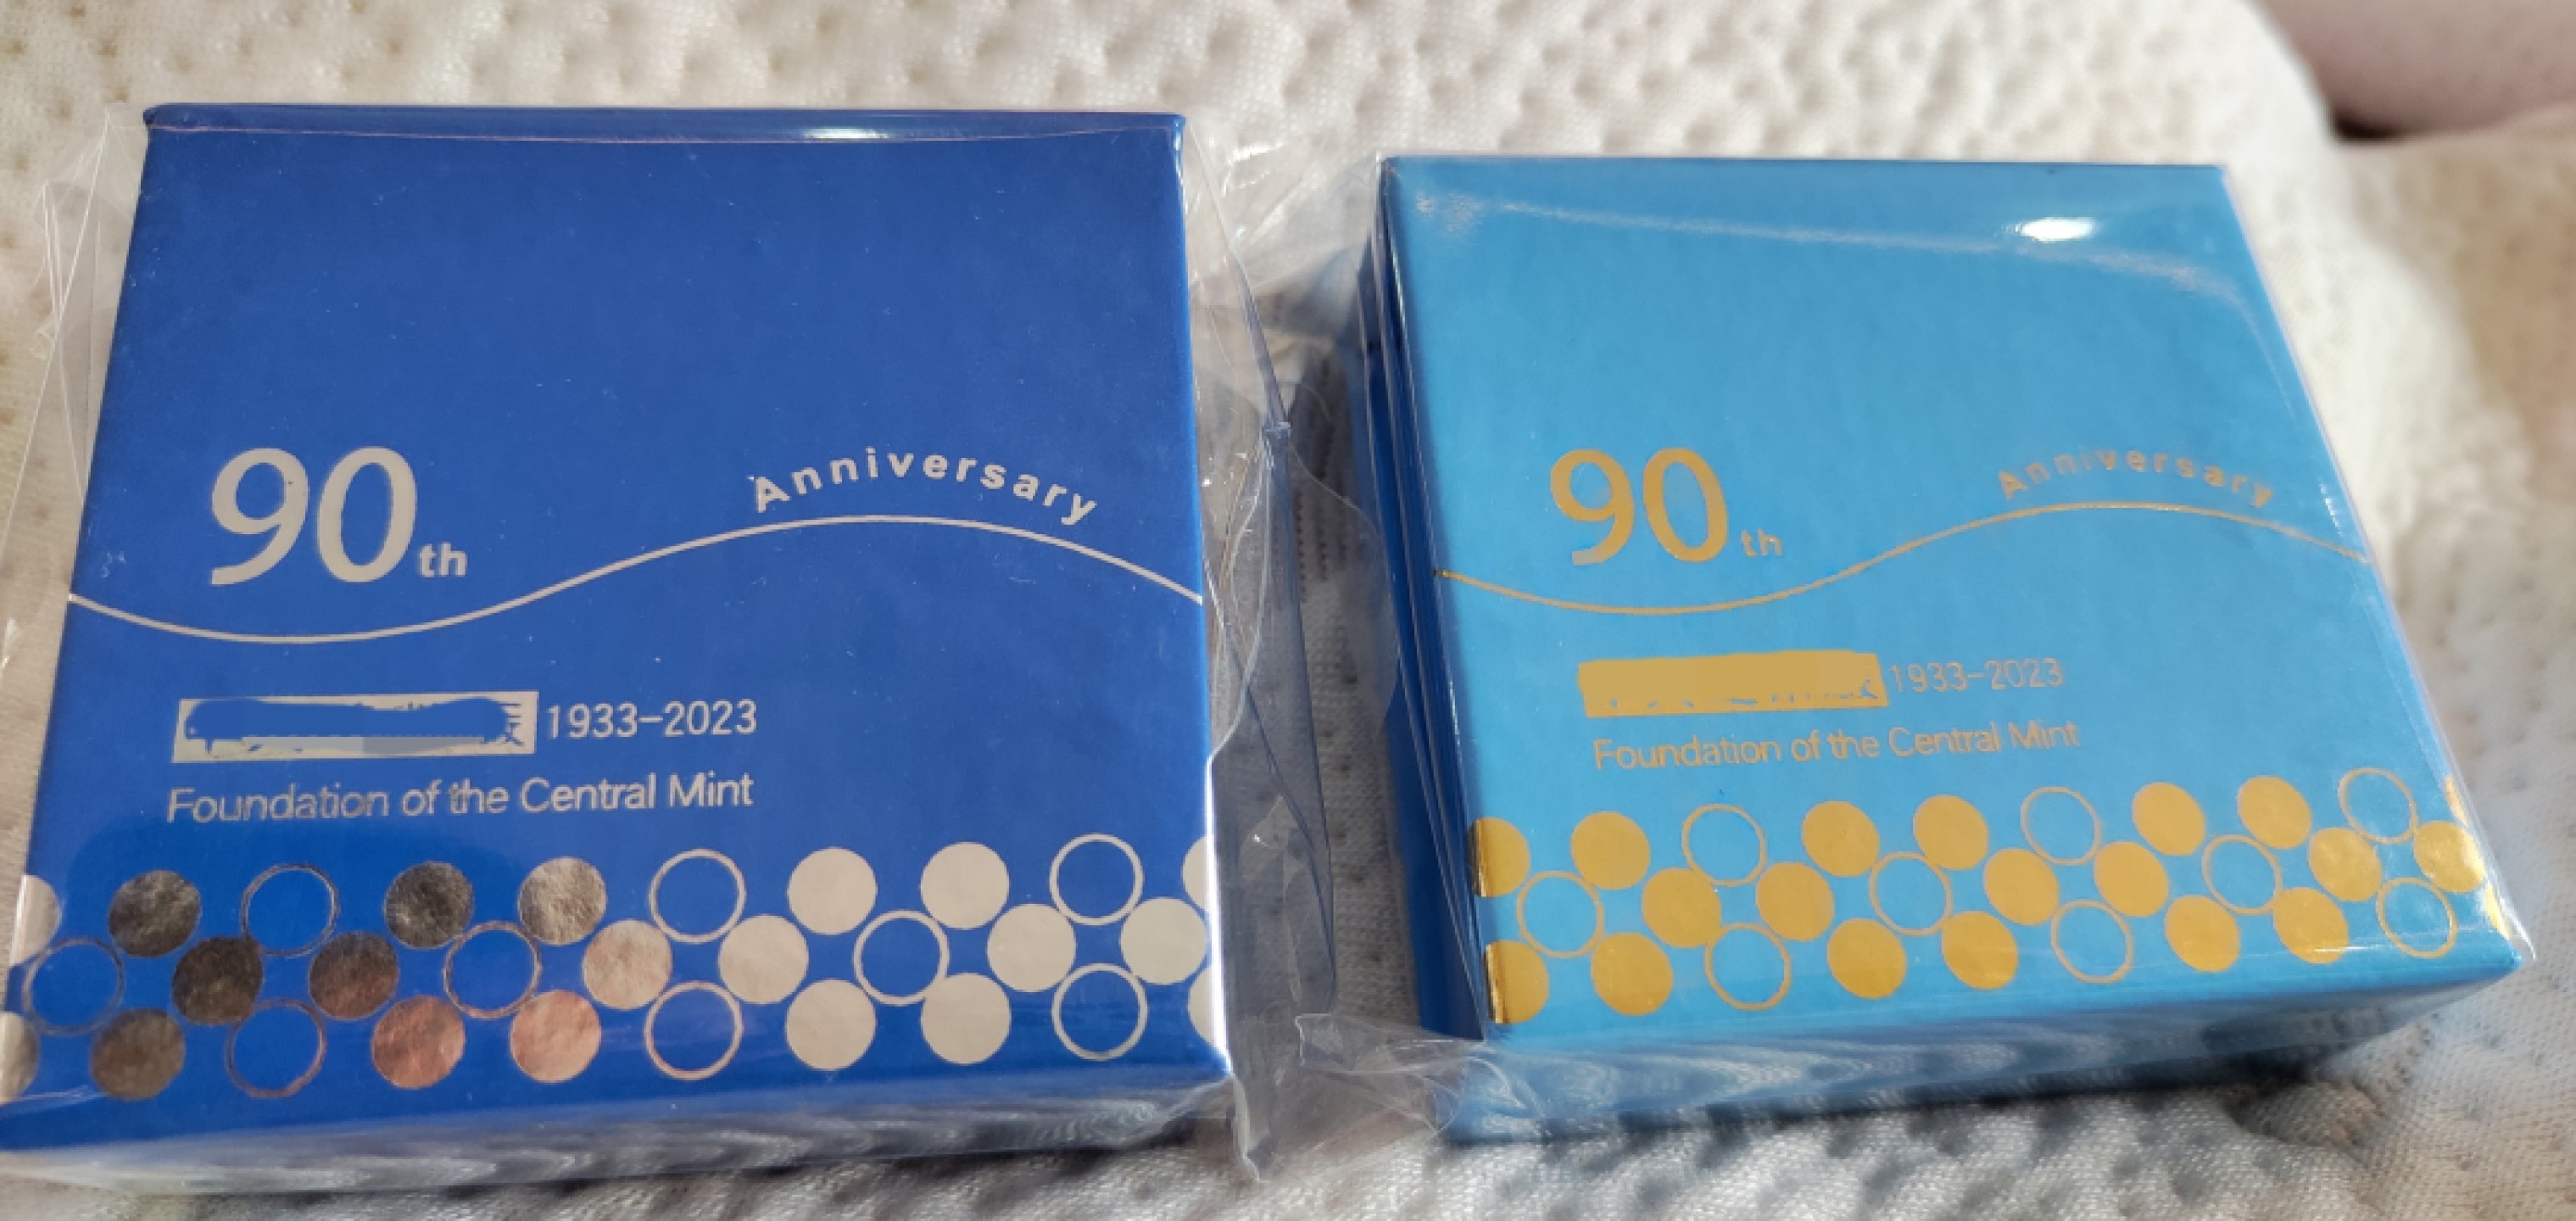 90th
Anniversary
1933-2023
Foundation of the Central Mint
90th
Anniversary
1933-2023
Foundation of the Central Mint